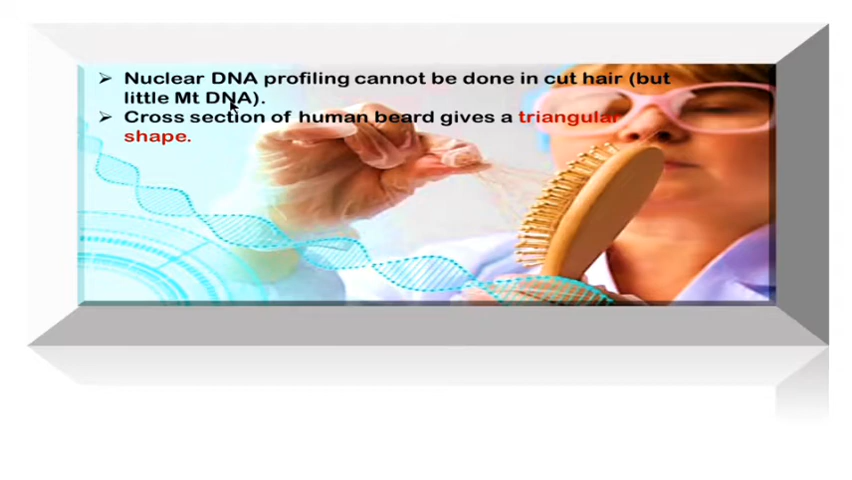 ➢ Nuclear DNA profiling cannot be done in cut hair (but
little Mt DNA).
➢ Cross section of human beard gives a triangular
shape.